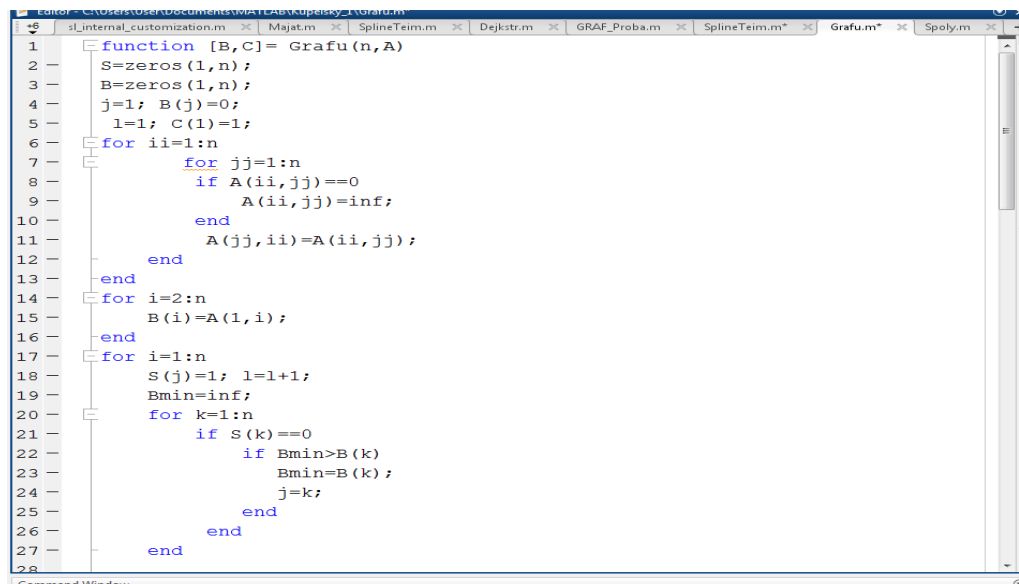 Editor - C:\Users\User\Documents\MATLAB\Kupelsky_1\Grafu.m*
+6 sl_internal_customization.m Majat.m SplineTeim.m Dejkstr.m GRAF_Proba.m SplineTeim.m* Grafu.m* Spoly.m
1 function [B,C]= Grafu(n,A)
2 S=zeros(1,n);
3 B=zeros(1,n);
4 j=1; B(j)=0;
5 l=1; C(1)=1;
6 for ii=1:n
7 for jj=1:n
8 if A(ii,jj)==0
9 A(ii,jj)=inf;
10 end
11 A(jj,ii)=A(ii,jj);
12 end
13 end
14 for i=2:n
15 B(i)=A(1,i);
16 end
17 for i=1:n
18 S(j)=1; l=l+1;
19 Bmin=inf;
20 for k=1:n
21 if S(k)==0
22 if Bmin>B(k)
23 Bmin=B(k);
24 j=k;
25 end
26 end
27 end
28
Command Window